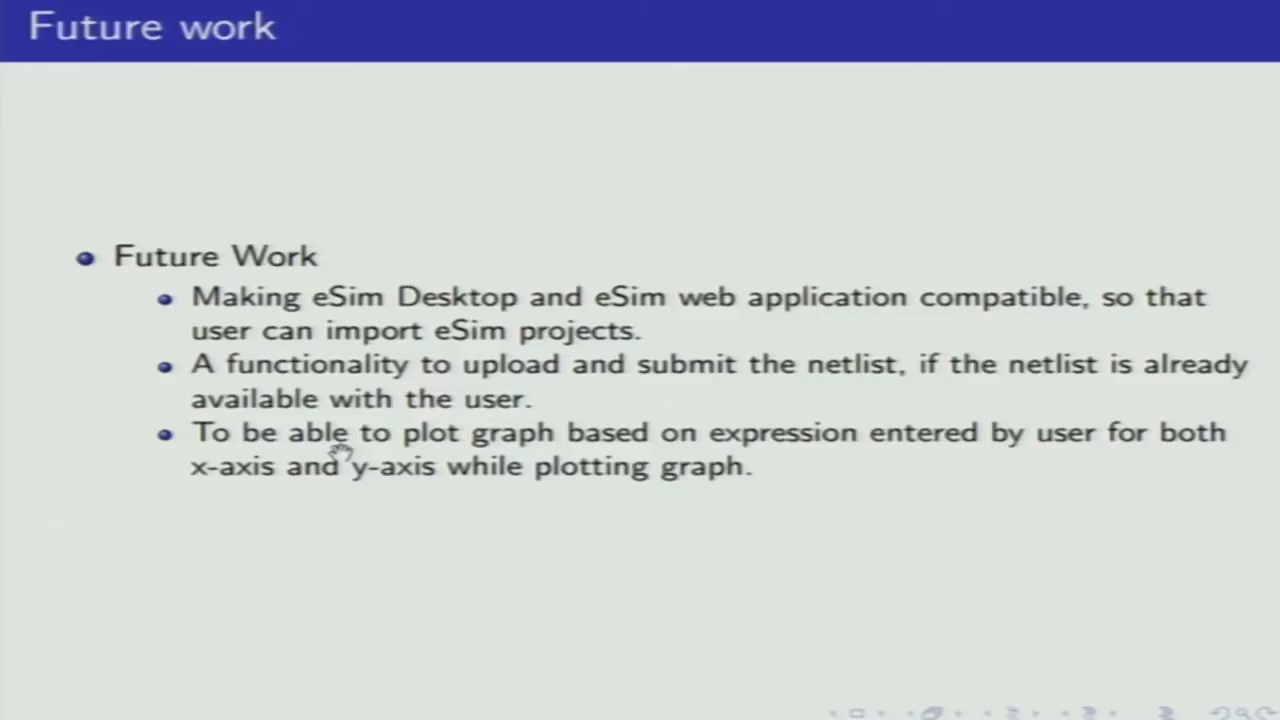 Future work
Future Work
Making eSim Desktop and eSim web application compatible, so that
user can import eSim projects.
A functionality to upload and submit the netlist, if the netlist is already
available with the user.
To be able to plot graph based on expression entered by user for both
x-axis and y-axis while plotting graph.